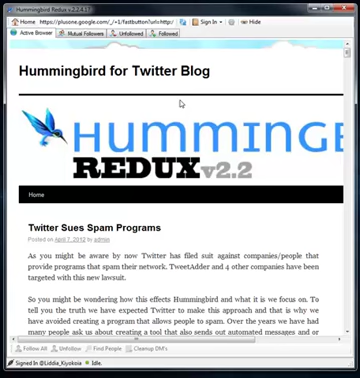 Hummingbird Redux v.2.2.4.17
Home https://plusone.google.com/_/+1/fastbutton?url=http: Sign In Hide
Active Browser Mutual Followers Unfollowed Followed
Hummingbird for Twitter Blog
HUMMINGB
REDUX v2.2
Home
Twitter Sues Spam Programs
Posted on April 7, 2012 by admin
As you might be aware by now Twitter has filed suit against companies/people that
provide programs that spam their network. TweetAdder and 4 other companies have been
targeted with this new lawsuit.
So you might be wondering how this effects Hummingbird and what it is we focus on. To
tell you the truth we have expected Twitter to make this approach and that is why we
have avoided creating a program that allows people to spam. Over the years we have had
many people ask us about creating a tool that also sends out automated messages and or
Follow All Unfollow Find People Cleanup DM's
Signed In @Liddia_Kiyokosia Idle.